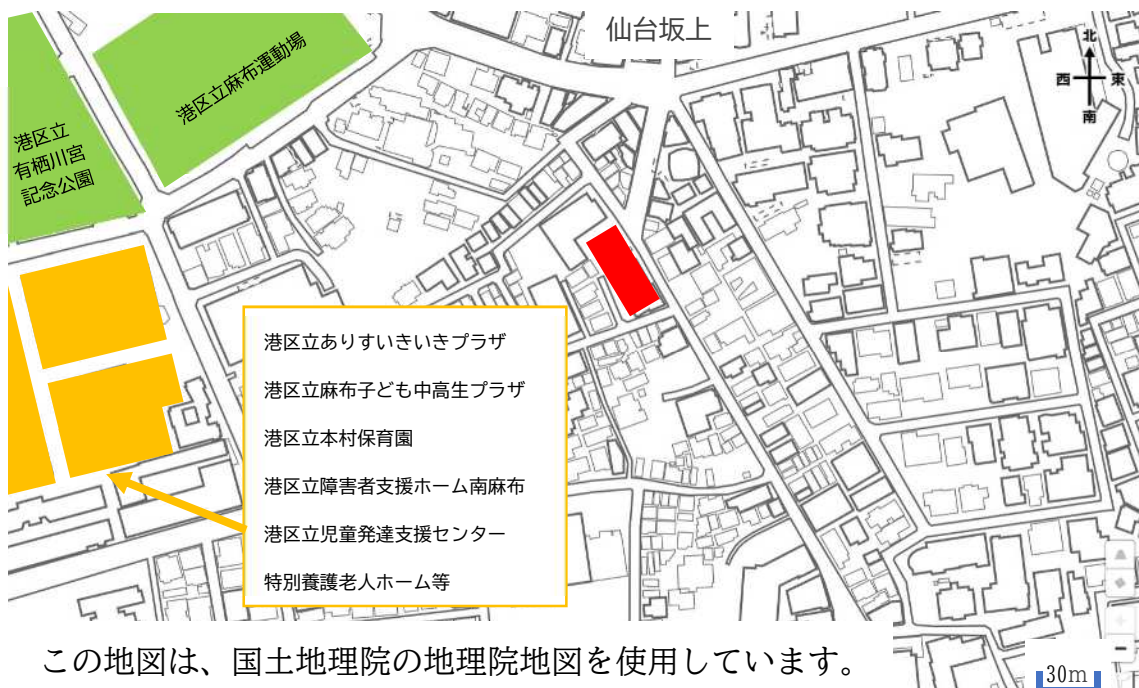 仙台坂上
港区立麻布運動場
北
西 東
南
港区立
有栖川宮
記念公園
港区立ありすいきいきプラザ
港区立麻布子ども中高生プラザ
港区立本村保育園
港区立障害者支援ホーム南麻布
港区立児童発達支援センター
特別養護老人ホーム等
この地図は、国土地理院の地理院地図を使用しています。
30m